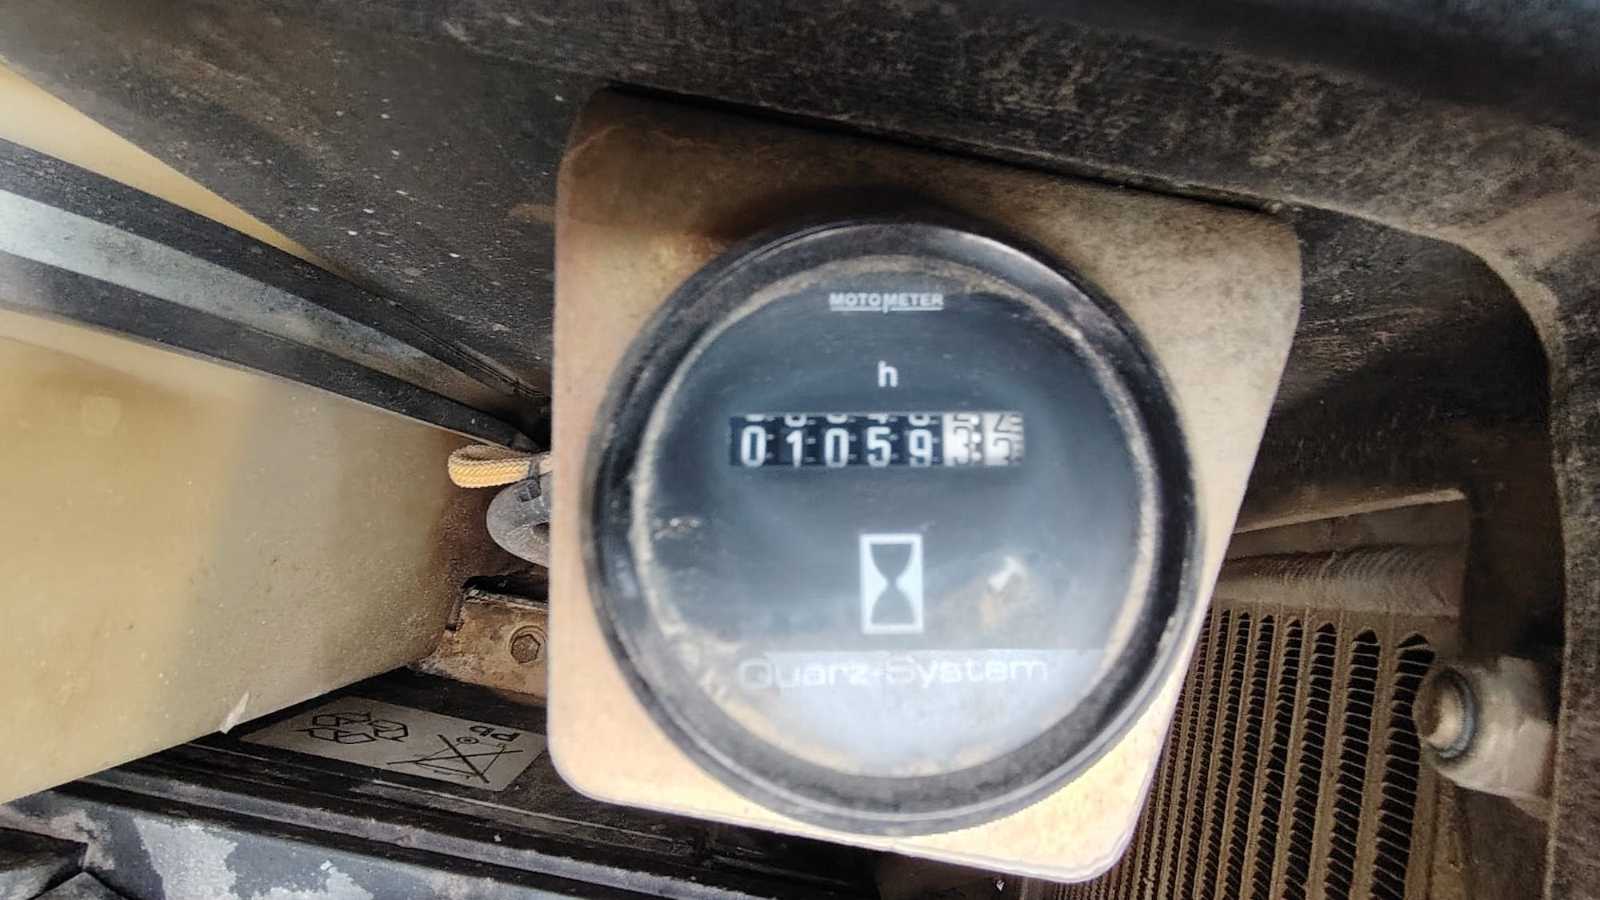 MOTOMETER
h
0105933
Quarz-System
PB